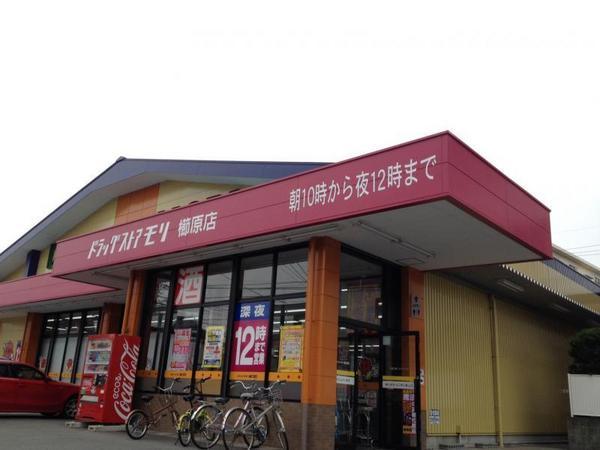 ドラッグストアモリ 櫛原店
朝10時から夜12時まで
酒
深夜
12時
まで営業
Coca-Cola